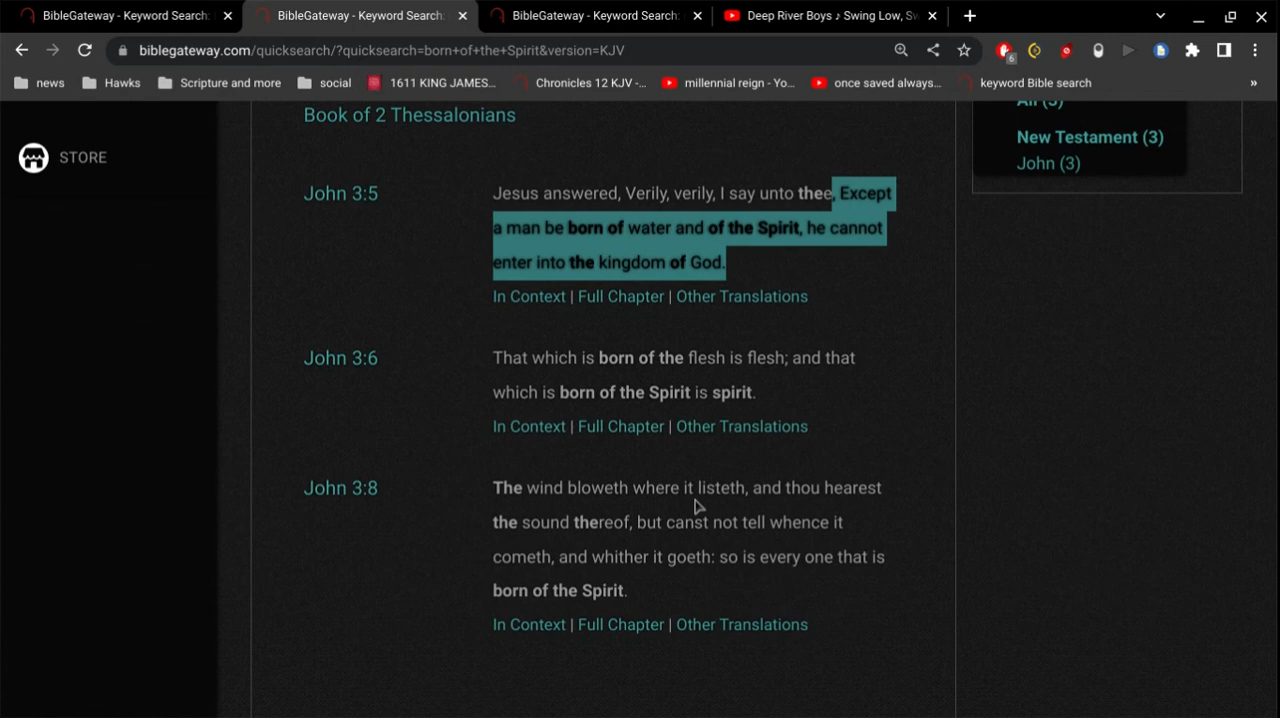 BibleGateway - Keyword Search:
BibleGateway - Keyword Search:
BibleGateway - Keyword Search:
Deep River Boys ♪ Swing Low, Sw
biblegateway.com/quicksearch/?quicksearch=born+of+the+Spirit&version=KJV
6
news
Hawks
Scripture and more
social
1611 KING JAMES...
Chronicles 12 KJV -...
millennial reign - Yo...
once saved always...
keyword Bible search
»
STORE
Book of 2 Thessalonians
John 3:5
Jesus answered, Verily, verily, I say unto thee, Except
a man be born of water and of the Spirit, he cannot
enter into the kingdom of God.
In Context | Full Chapter | Other Translations
John 3:6
That which is born of the flesh is flesh; and that
which is born of the Spirit is spirit.
In Context | Full Chapter | Other Translations
John 3:8
The wind bloweth where it listeth, and thou hearest
the sound thereof, but canst not tell whence it
cometh, and whither it goeth: so is every one that is
born of the Spirit.
In Context | Full Chapter | Other Translations
All (3)
New Testament (3)
John (3)